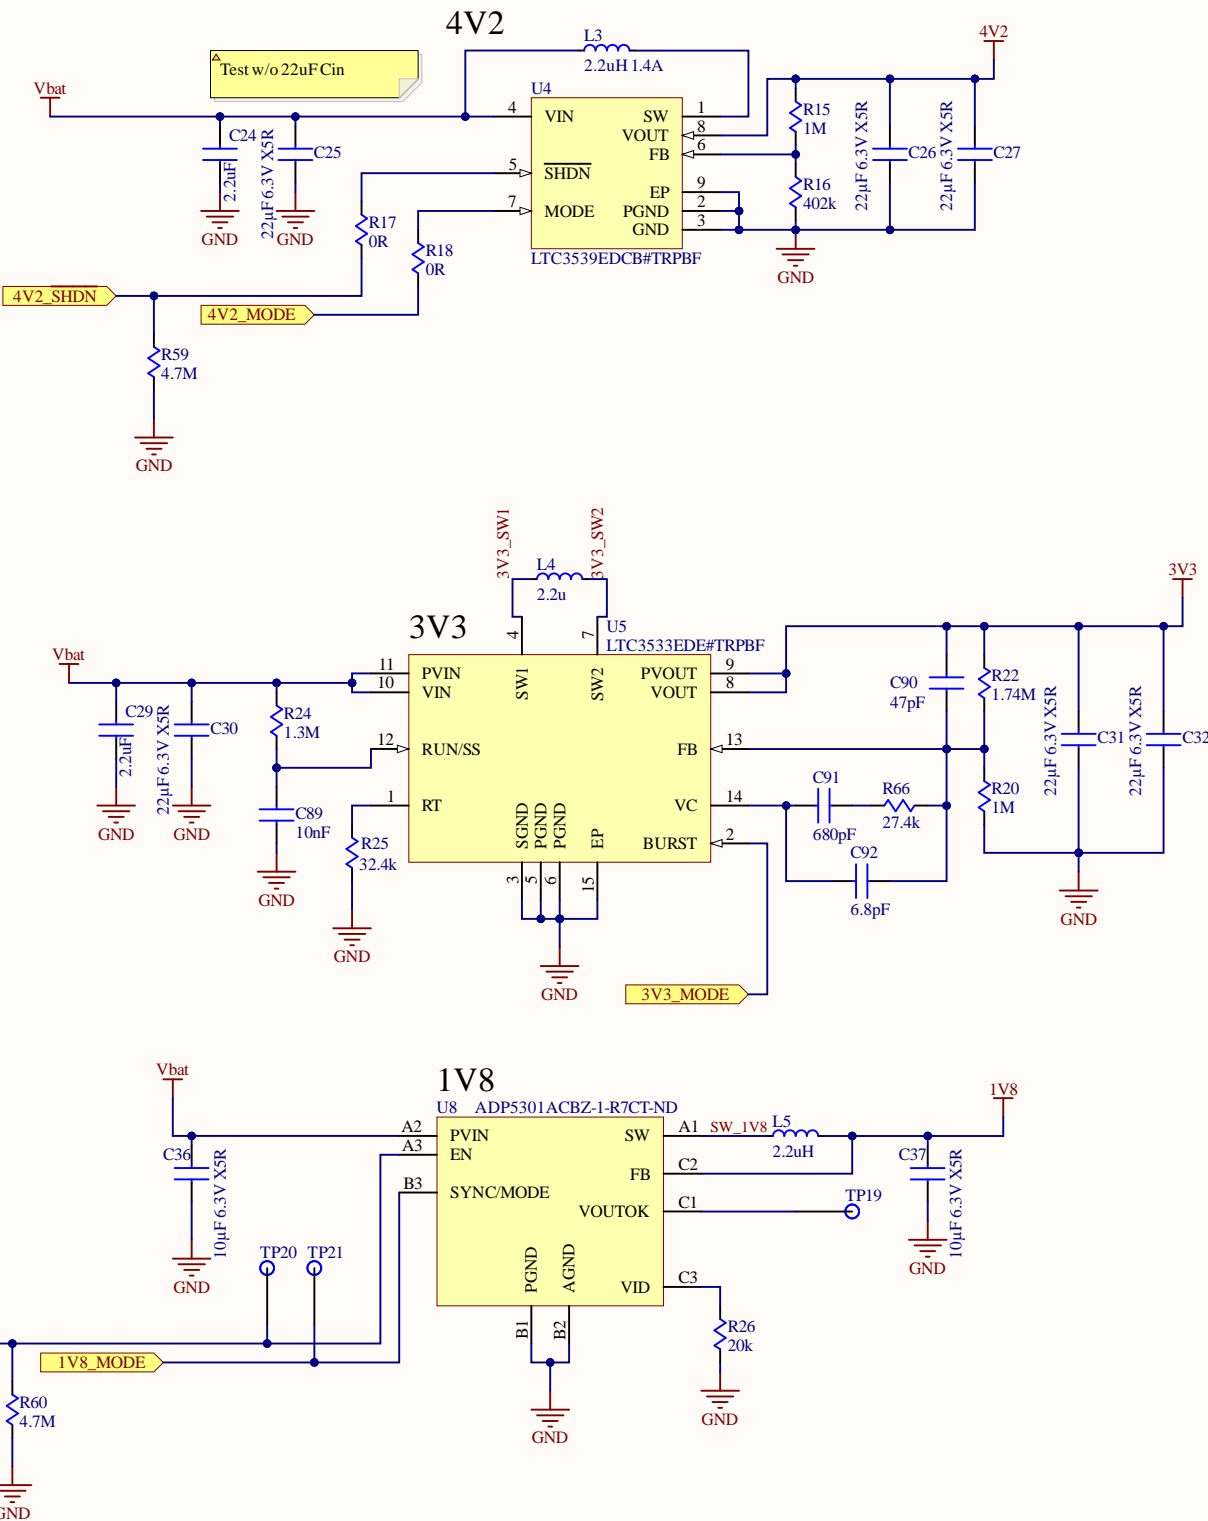 4V2
Test w/o 22uF Cin
L3
2.2uH 1.4A
4V2
Vbat
U4
4 VIN
SW 1
VOUT 8
FB 6
5 SHDN
7 MODE
EP 9
PGND 2
GND 3
LTC3539EDCB#TRPBF
C24
2.2uF
22µF 6.3V X5R
C25
GND
GND
R15
1M
R16
402k
22µF 6.3V X5R
C26
22µF 6.3V X5R
C27
GND
R17
0R
R18
0R
4V2_SHDN
4V2_MODE
R59
4.7M
GND
3V3_SW1
3V3_SW2
L4
2.2u
3V3
3V3
U5
LTC3533EDE#TRPBF
4
7
SW1
SW2
Vbat
11 PVIN
10 VIN
PVOUT 9
VOUT 8
C29
2.2uF
22µF 6.3V X5R
C30
GND
GND
R24
1.3M
12 RUN/SS
FB 13
C89
10nF
GND
1 RT
VC 14
BURST 2
R25
32.4k
GND
SGND
PGND
PGND
EP
3
5
6
15
GND
C90
47pF
R22
1.74M
22µF 6.3V X5R
C31
22µF 6.3V X5R
C32
C91
680pF
R66
27.4k
R20
1M
C92
6.8pF
GND
3V3_MODE
Vbat
1V8
U8 ADP5301ACBZ-1-R7CT-ND
1V8
A2 PVIN
A3 EN
B3 SYNC/MODE
SW A1 SW_1V8
L5
2.2uH
FB C2
VOUTOK C1
TP19
VID C3
C36
10µF 6.3V X5R
GND
C37
10µF 6.3V X5R
GND
TP20 TP21
PGND
AGND
B1
B2
GND
R26
20k
GND
1V8_MODE
R60
4.7M
GND